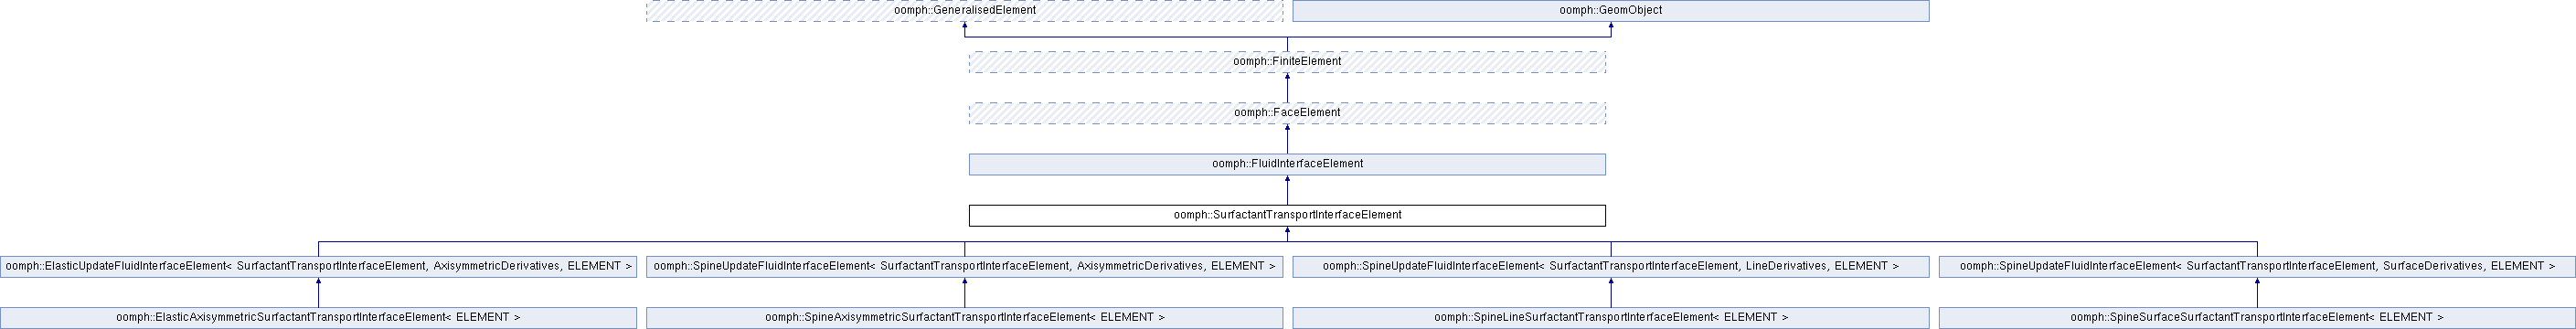 oomph::GeneralisedElement
oomph::GeomObject
oomph::FiniteElement
oomph::FaceElement
oomph::FluidInterfaceElement
oomph::SurfactantTransportInterfaceElement
oomph::ElasticUpdateFluidInterfaceElement< SurfactantTransportInterfaceElement, AxisymmetricDerivatives, ELEMENT >
oomph::SpineUpdateFluidInterfaceElement< SurfactantTransportInterfaceElement, AxisymmetricDerivatives, ELEMENT >
oomph::SpineUpdateFluidInterfaceElement< SurfactantTransportInterfaceElement, LineDerivatives, ELEMENT >
oomph::SpineUpdateFluidInterfaceElement< SurfactantTransportInterfaceElement, SurfaceDerivatives, ELEMENT >
oomph::ElasticAxisymmetricSurfactantTransportInterfaceElement< ELEMENT >
oomph::SpineAxisymmetricSurfactantTransportInterfaceElement< ELEMENT >
oomph::SpineLineSurfactantTransportInterfaceElement< ELEMENT >
oomph::SpineSurfaceSurfactantTransportInterfaceElement< ELEMENT >